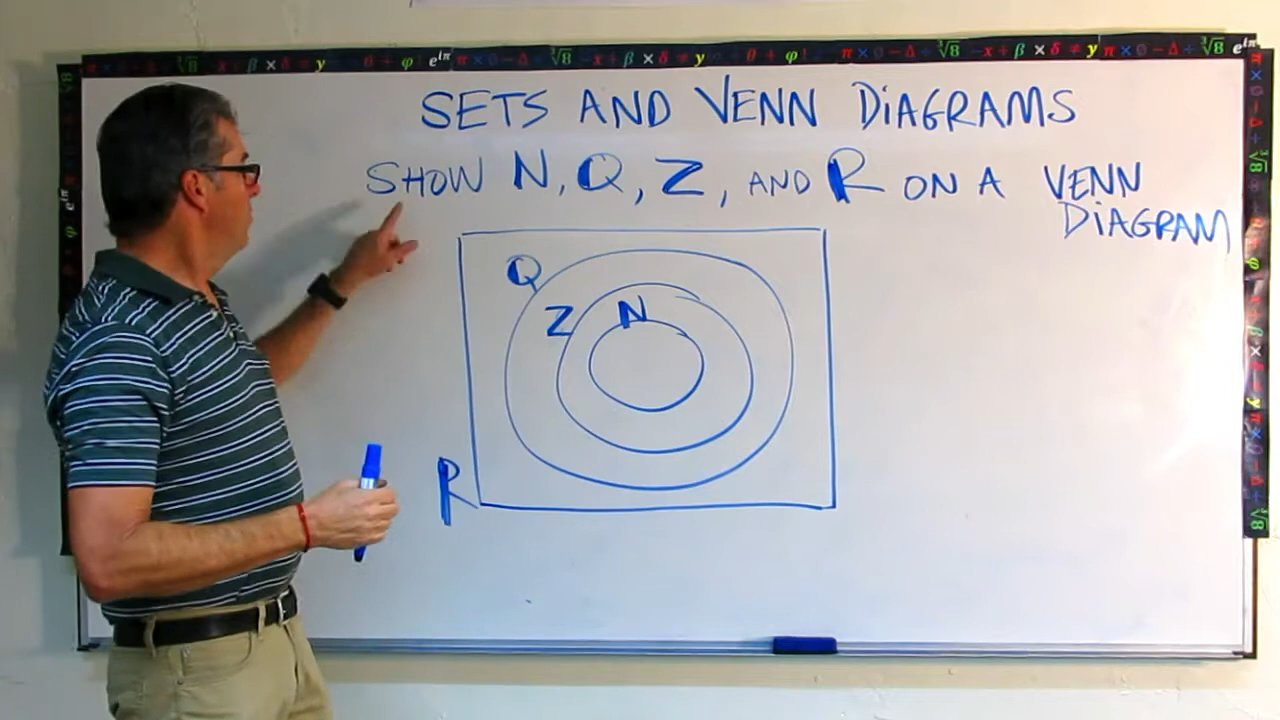 SETS AND VENN DIAGRAMS
SHOW N, Q, Z, AND R ON A VENN
DIAGRAM
Q
Z
N
R